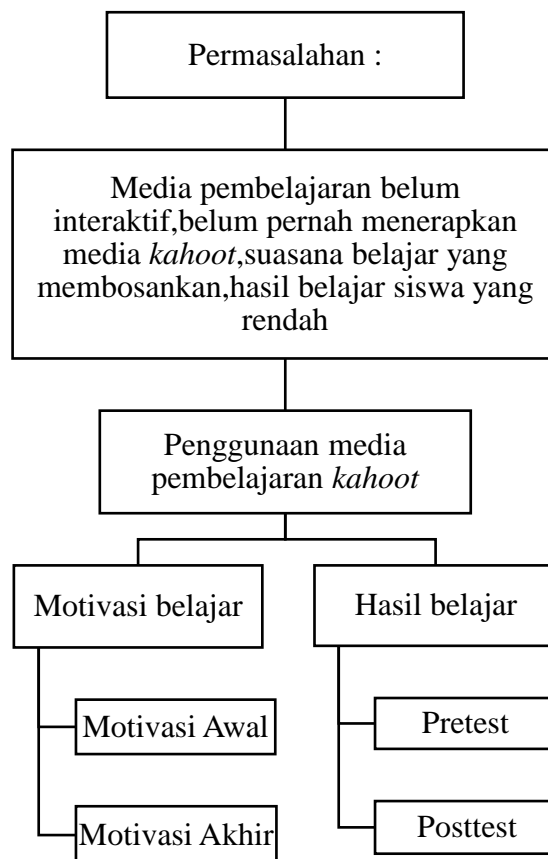 Permasalahan :
Media pembelajaran belum
interaktif,belum pernah menerapkan
media kahoot,suasana belajar yang
membosankan,hasil belajar siswa yang
rendah
Penggunaan media
pembelajaran kahoot
Motivasi belajar
Motivasi Awal
Motivasi Akhir
Hasil belajar
Pretest
Posttest